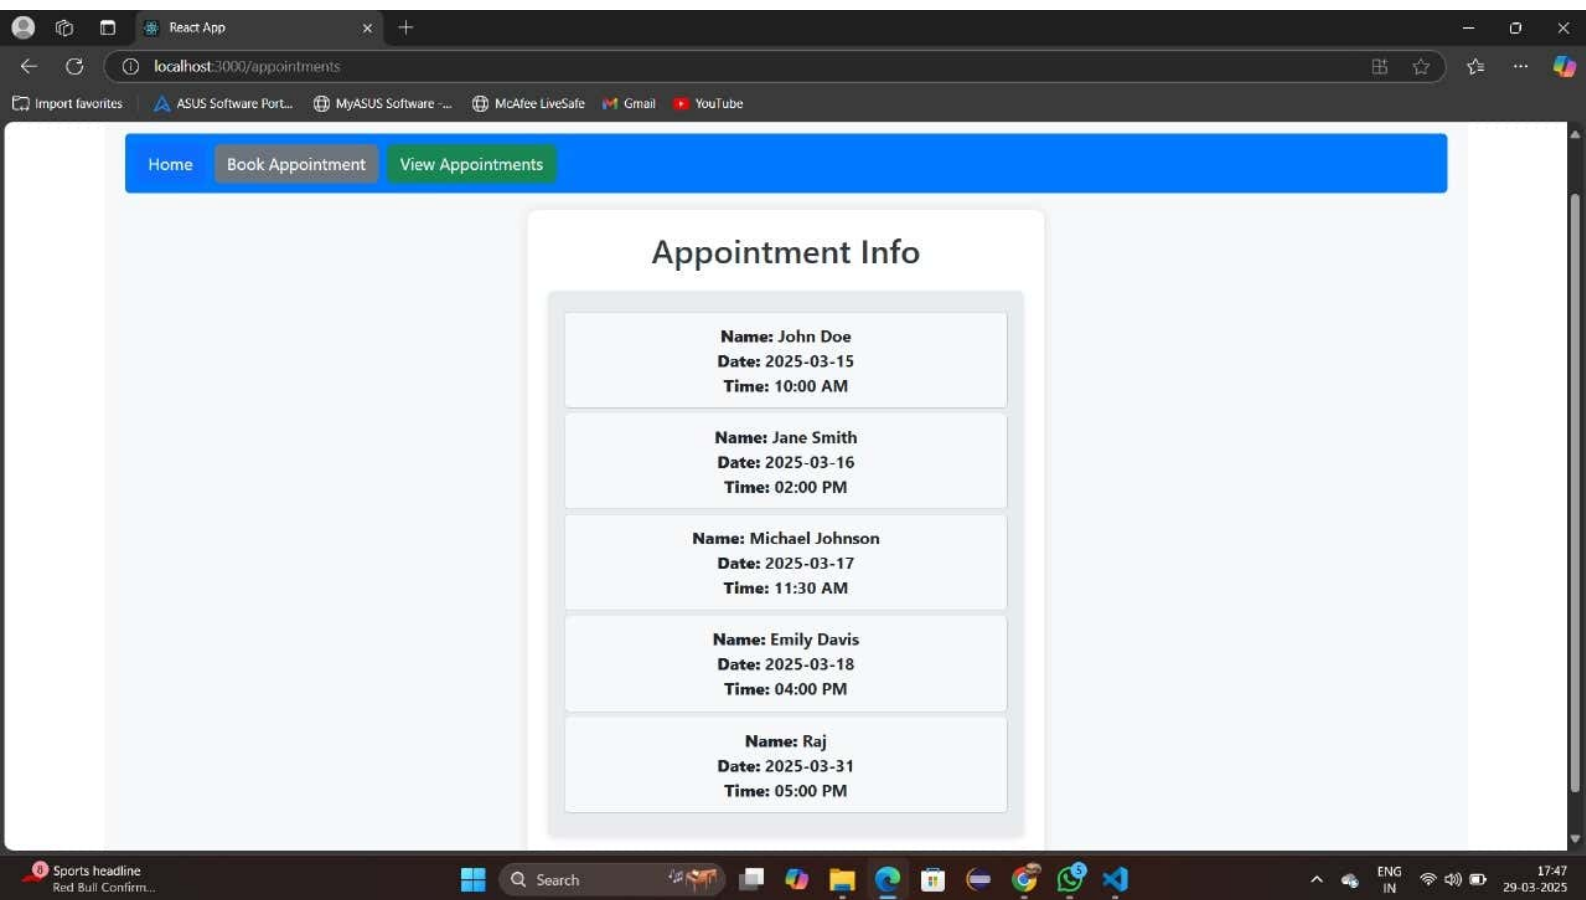 React App
localhost:3000/appointments
Import favorites
ASUS Software Port...
MyASUS Software -...
McAfee LiveSafe
Gmail
YouTube
Home
Book Appointment
View Appointments
Appointment Info
Name: John Doe
Date: 2025-03-15
Time: 10:00 AM
Name: Jane Smith
Date: 2025-03-16
Time: 02:00 PM
Name: Michael Johnson
Date: 2025-03-17
Time: 11:30 AM
Name: Emily Davis
Date: 2025-03-18
Time: 04:00 PM
Name: Raj
Date: 2025-03-31
Time: 05:00 PM
8
Sports headline
Red Bull Confirm...
Search
5
ENG
IN
17:47
29-03-2025